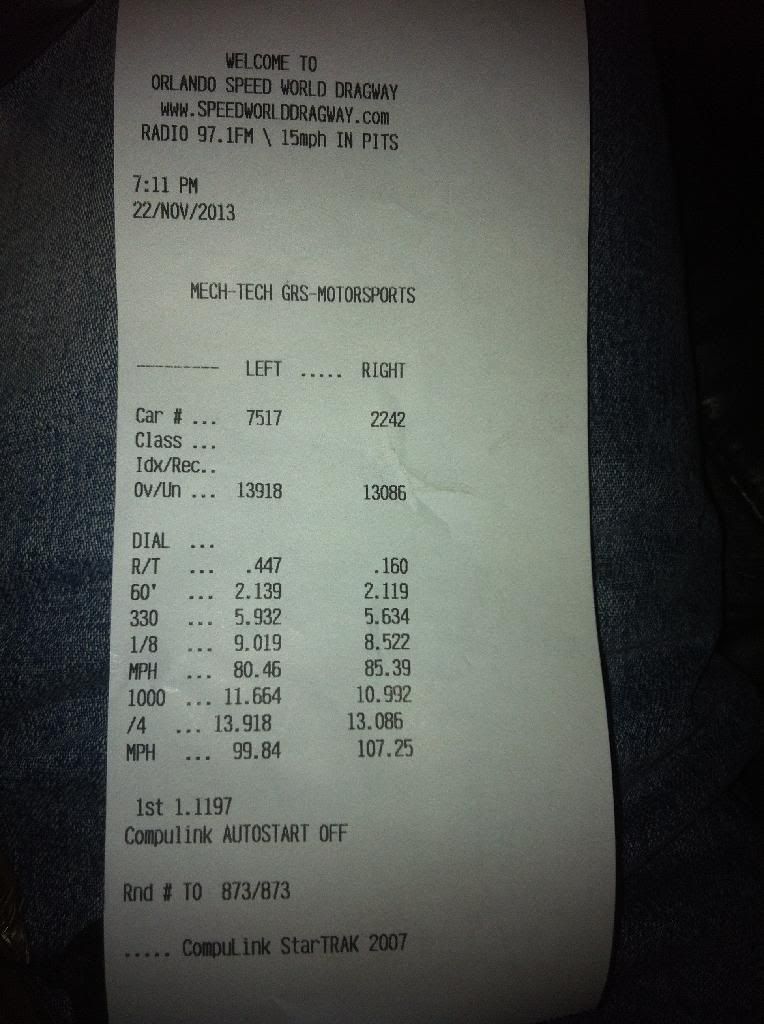 WELCOME TO
ORLANDO SPEED WORLD DRAGWAY
www.SPEEDWORLDDRAGWAY.com
RADIO 97.1FM \ 15mph IN PITS
7:11 PM
22/NOV/2013
MECH-TECH GRS-MOTORSPORTS
--------- LEFT ..... RIGHT
Car # ... 7517 2242
Class ...
Idx/Rec..
Ov/Un ... 13918 13086
DIAL ...
R/T ... .447 .160
60' ... 2.139 2.119
330 ... 5.932 5.634
1/8 ... 9.019 8.522
MPH ... 80.46 85.39
1000 ... 11.664 10.992
/4 ... 13.918 13.086
MPH ... 99.84 107.25
1st 1.1197
Compulink AUTOSTART OFF
Rnd # TO 873/873
..... CompuLink StarTRAK 2007